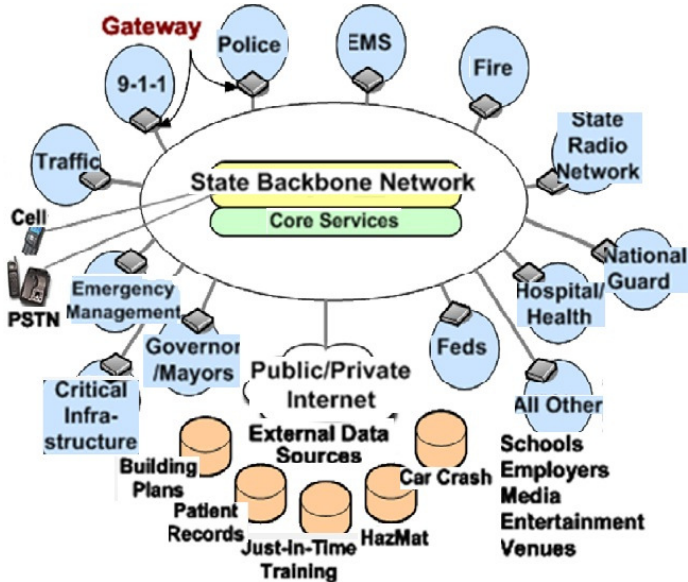 Gateway
Police
EMS
Fire
9-1-1
State
Radio
Network
Traffic
State Backbone Network
Core Services
Cell
PSTN
National
Guard
Hospital/
Health
Emergency
Management
Governor
/Mayors
Feds
Public/Private
Internet
Critical
Infra-
structure
All Other
External Data
Sources
Building
Plans
Patient
Records
Just-In-Time
Training
HazMat
Car Crash
Schools
Employers
Media
Entertainment
Venues